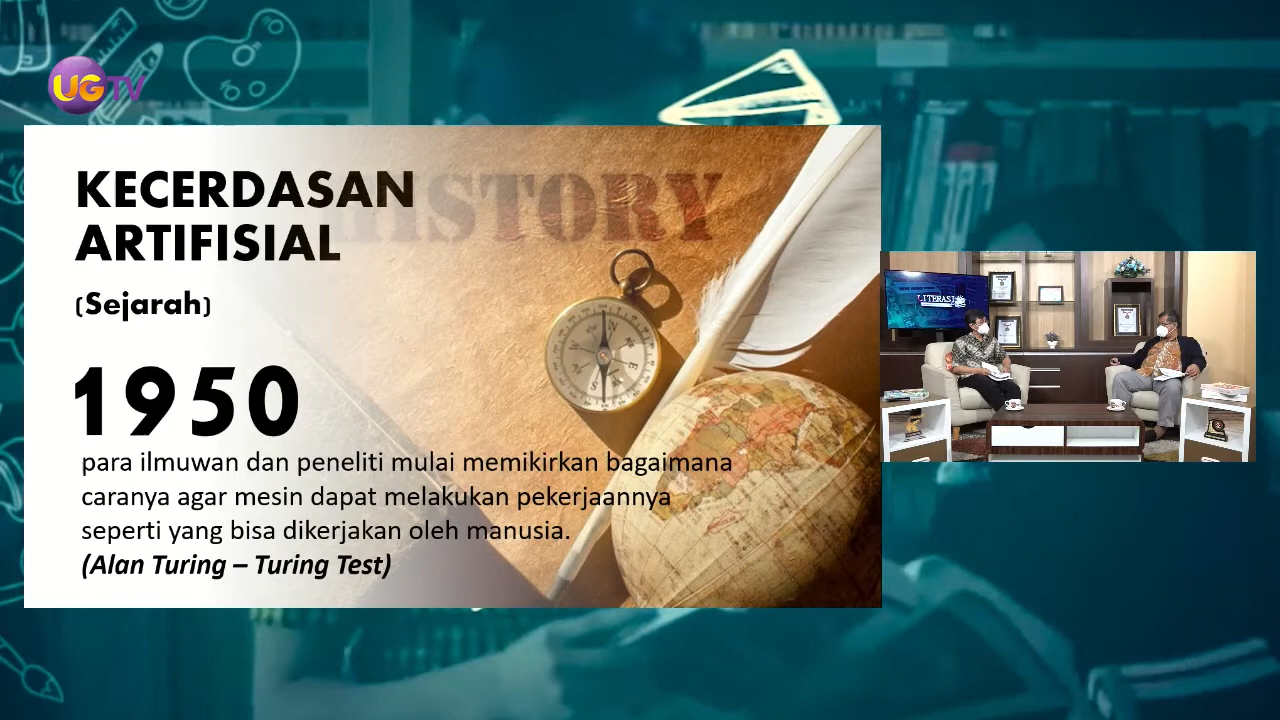 UGTV
HISTORY
KECERDASAN
ARTIFISIAL
(Sejarah)
1950
para ilmuwan dan peneliti mulai memikirkan bagaimana
caranya agar mesin dapat melakukan pekerjaannya
seperti yang bisa dikerjakan oleh manusia.
(Alan Turing – Turing Test)
LITERASI